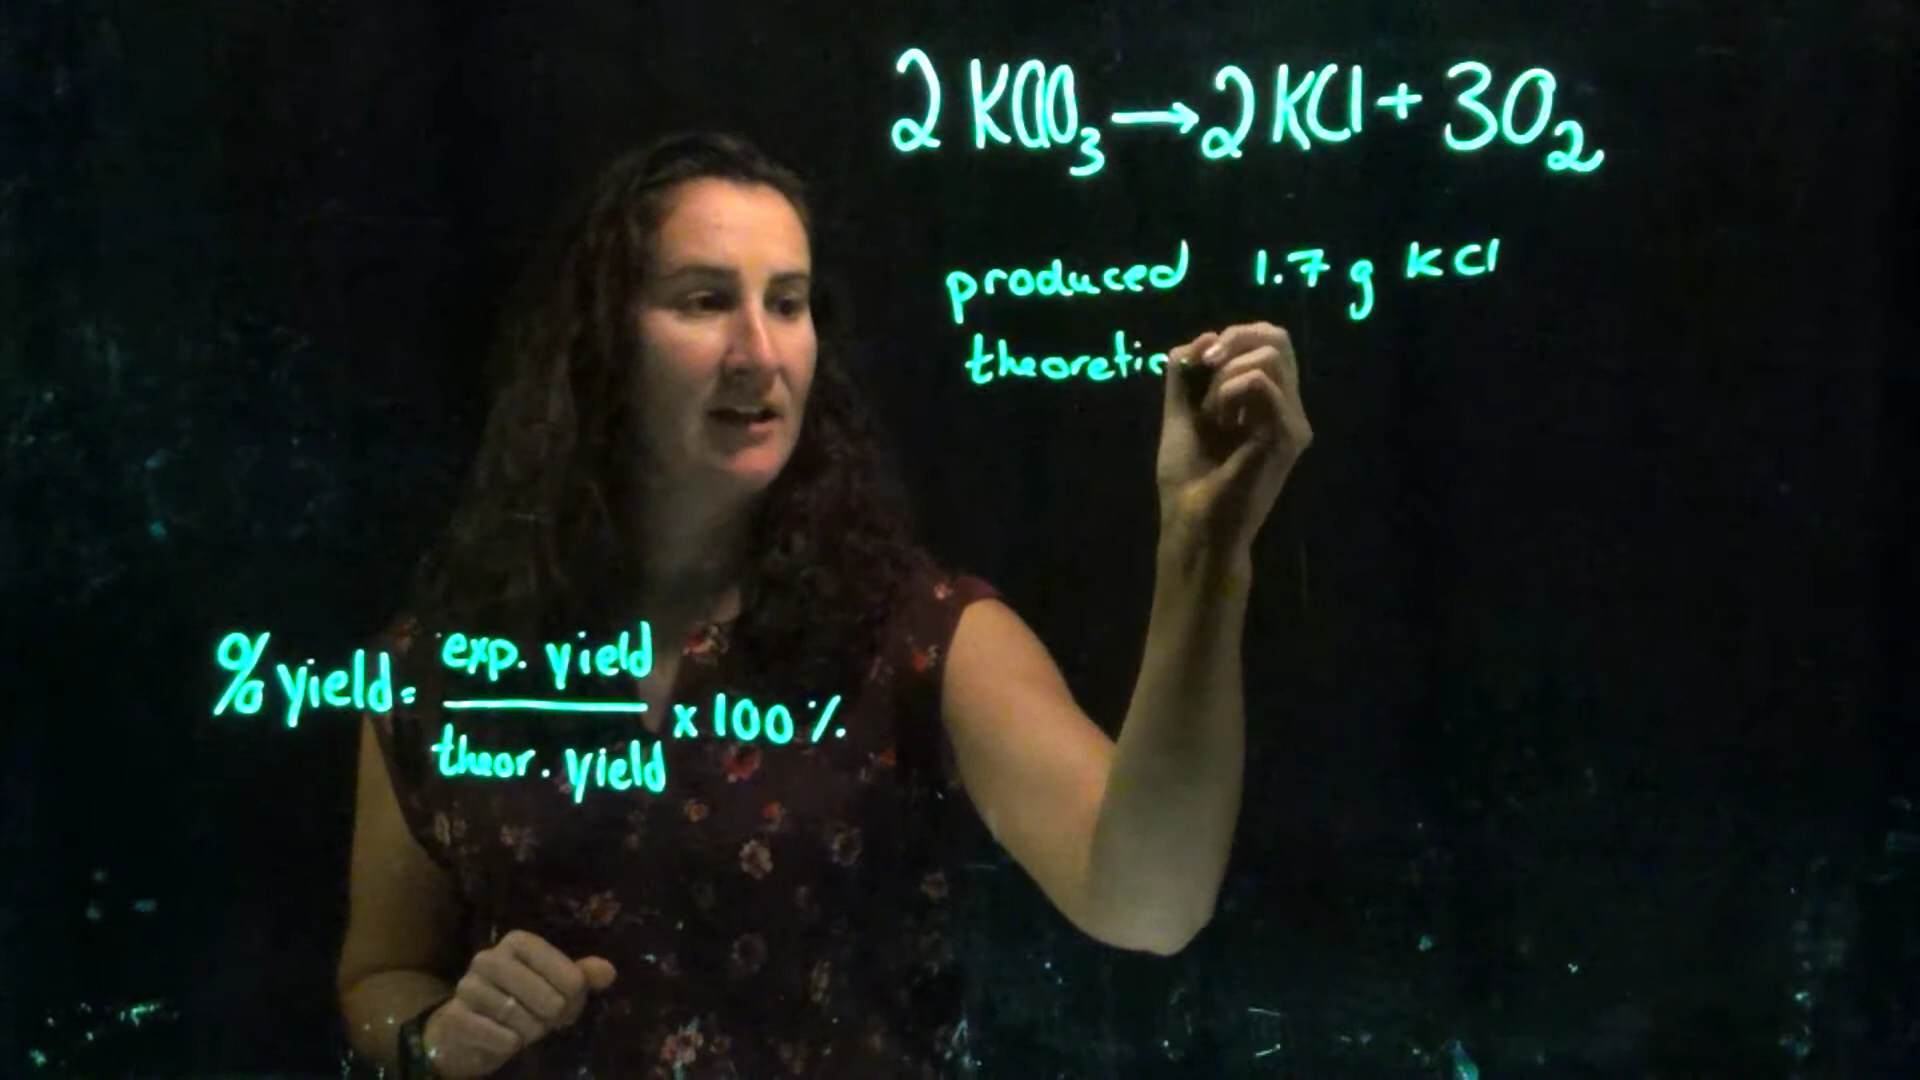 2 KClO₃ → 2 KCl + 3O₂
produced 1.7 g KCl
theoretic
% yield = exp. yield / theor. yield x 100 %